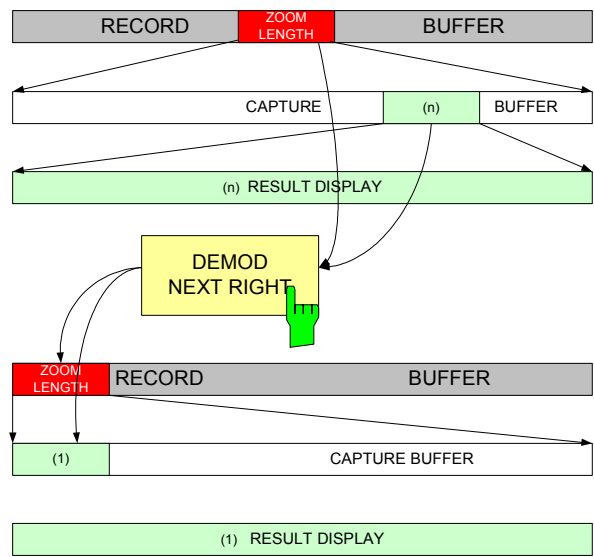 RECORD ZOOM LENGTH BUFFER
CAPTURE (n) BUFFER
(n) RESULT DISPLAY
DEMOD
NEXT RIGHT
ZOOM LENGTH RECORD BUFFER
(1) CAPTURE BUFFER
(1) RESULT DISPLAY